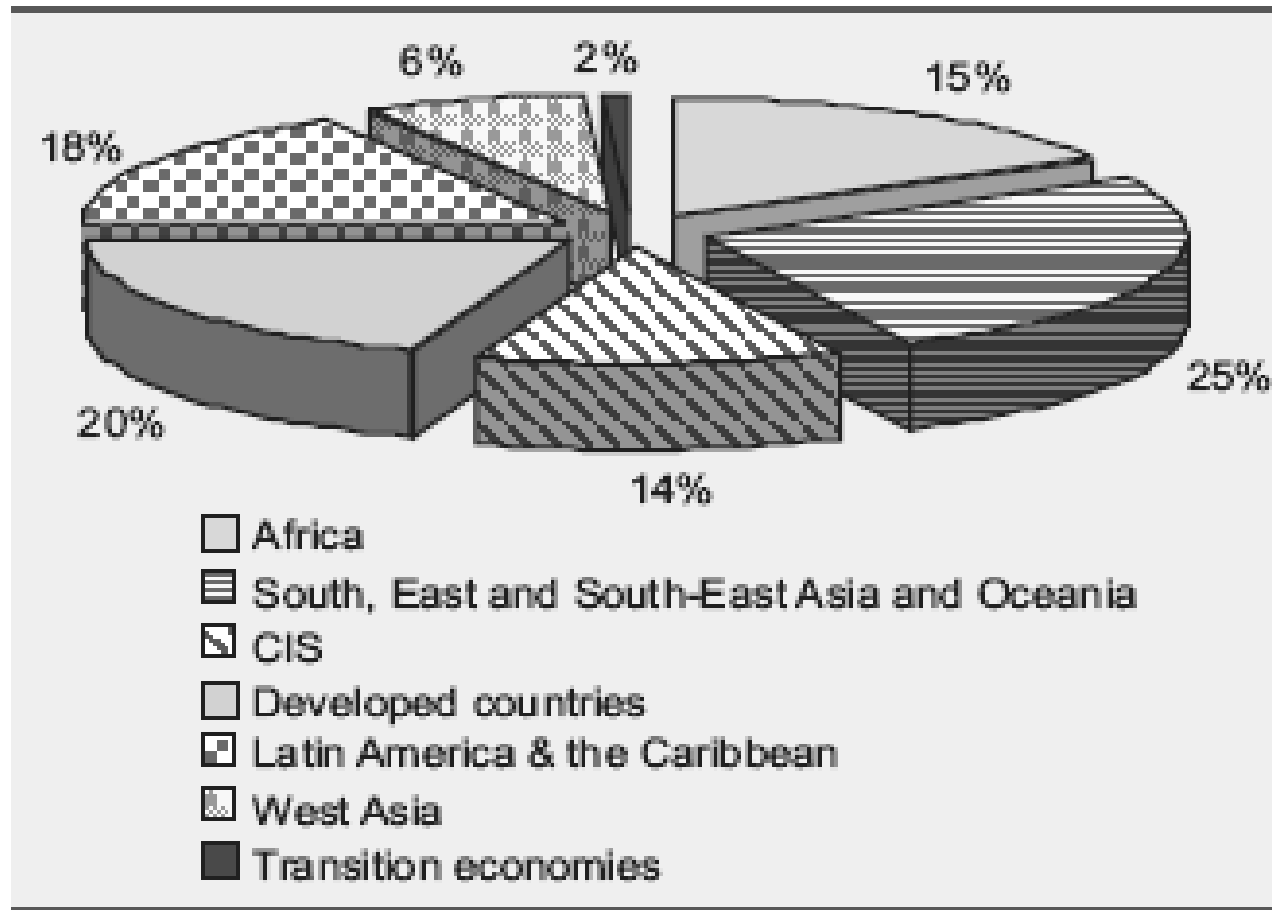 6%
2%
15%
18%
25%
20%
14%
Africa
South, East and South-East Asia and Oceania
CIS
Developed countries
Latin America & the Caribbean
West Asia
Transition economies